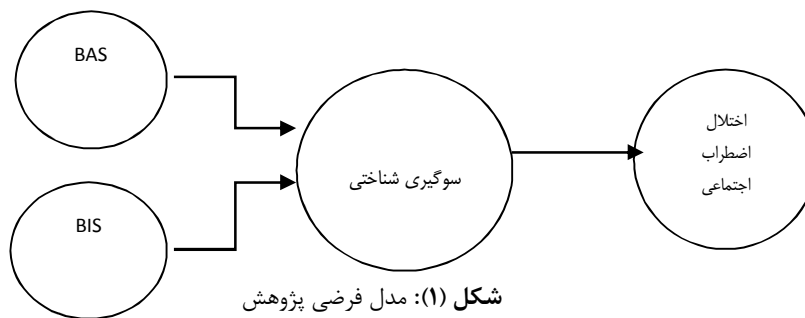 BAS
BIS
سوگیری شناختی
اختلال
اضطراب
اجتماعی
شکل (۱): مدل فرضی پژوهش